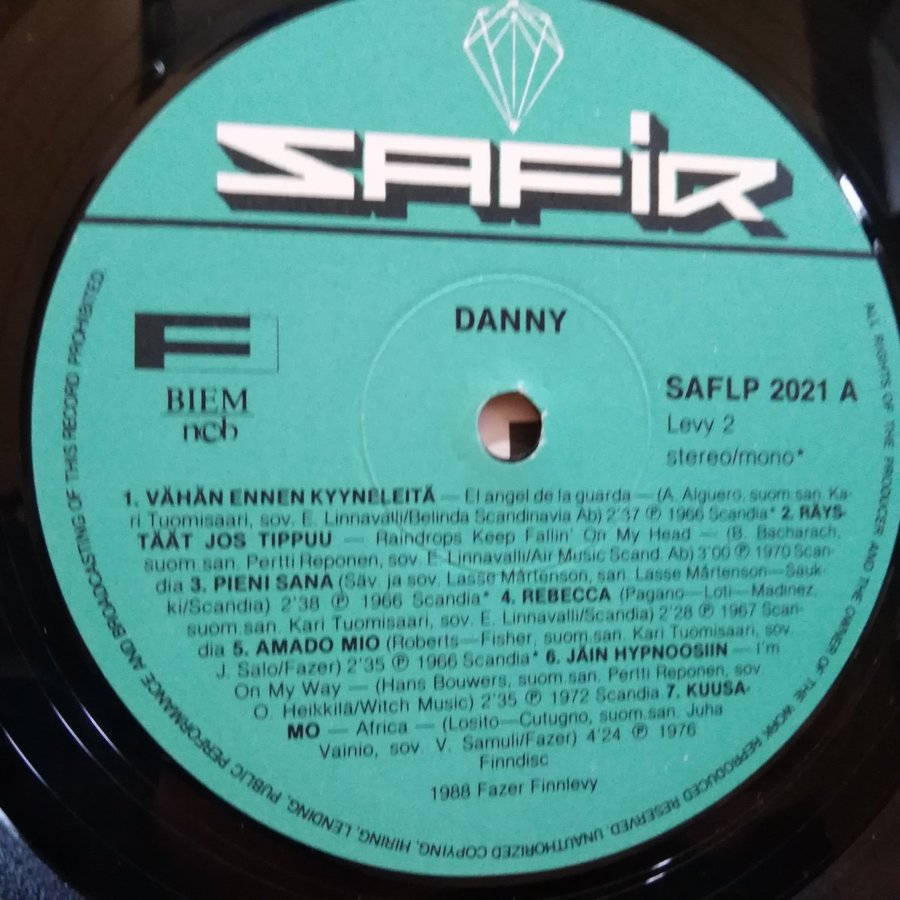 SAFIR
DANNY
F
BIEM
ncb
SAFLP 2021 A
Levy 2
stereo/mono*
1. VÄHÄN ENNEN KYYNELEITÄ — El angel de la guarda — (A. Alguero, suom.san. Ka-
ri Tuomisaari, sov. E. Linnavalli/Belinda Scandinavia Ab) 2'37 ℗ 1966 Scandia* 2. RÄYS-
TÄÄT JOS TIPPUU — Raindrops Keep Fallin' On My Head — (B. Bacharach,
suom.san. Pertti Reponen, sov. E. Linnavalli/Air Music Scand. Ab) 3'00 ℗ 1970 Scan-
dia 3. PIENI SANA (Säv. ja sov. Lasse Mårtenson, san. Lasse Mårtenson—Sauk-
ki/Scandia) 2'38 ℗ 1966 Scandia* 4. REBECCA (Pagano—Loti—Madinez,
suom.san. Kari Tuomisaari, sov. E. Linnavalli/Scandia) 2'28 ℗ 1967 Scan-
dia 5. AMADO MIO (Roberts—Fisher, suom.san. Kari Tuomisaari, sov.
J. Salo/Fazer) 2'35 ℗ 1966 Scandia* 6. JÄIN HYPNOOSIIN — I'm
On My Way — (Hans Bouwers, suom.san. Pertti Reponen, sov.
O. Heikkilä/Witch Music) 2'35 ℗ 1972 Scandia 7. KUUSA-
MO — Africa — (Losito—Cutugno, suom.san. Juha
Vainio, sov. V. Samuli/Fazer) 4'24 ℗ 1976
Finndisc
1988 Fazer Finnlevy
ALL RIGHTS OF THE PRODUCER AND THE OWNER OF THE WORK REPRODUCED RESERVED. UNAUTHORIZED COPYING, HIRING, LENDING, PUBLIC PERFORMANCE AND BROADCASTING OF THIS RECORD PROHIBITED